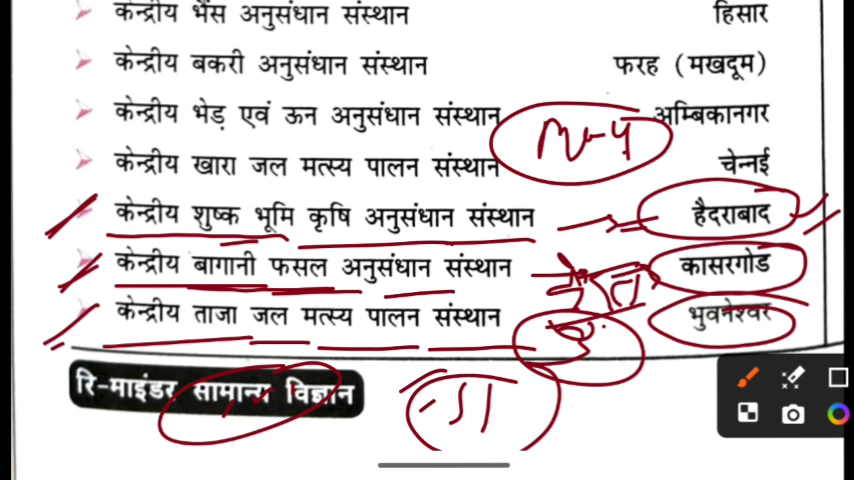 केन्द्रीय भैंस अनुसंधान संस्थान हिसार
केन्द्रीय बकरी अनुसंधान संस्थान फरह (मखदूम)
केन्द्रीय भेड़ एवं ऊन अनुसंधान संस्थान अम्बिकानगर
केन्द्रीय खारा जल मत्स्य पालन संस्थान चेन्नई
केन्द्रीय शुष्क भूमि कृषि अनुसंधान संस्थान हैदराबाद
केन्द्रीय बागानी फसल अनुसंधान संस्थान कासरगोड
केन्द्रीय ताजा जल मत्स्य पालन संस्थान भुवनेश्वर
रि-माइंडर सामान्य विज्ञान